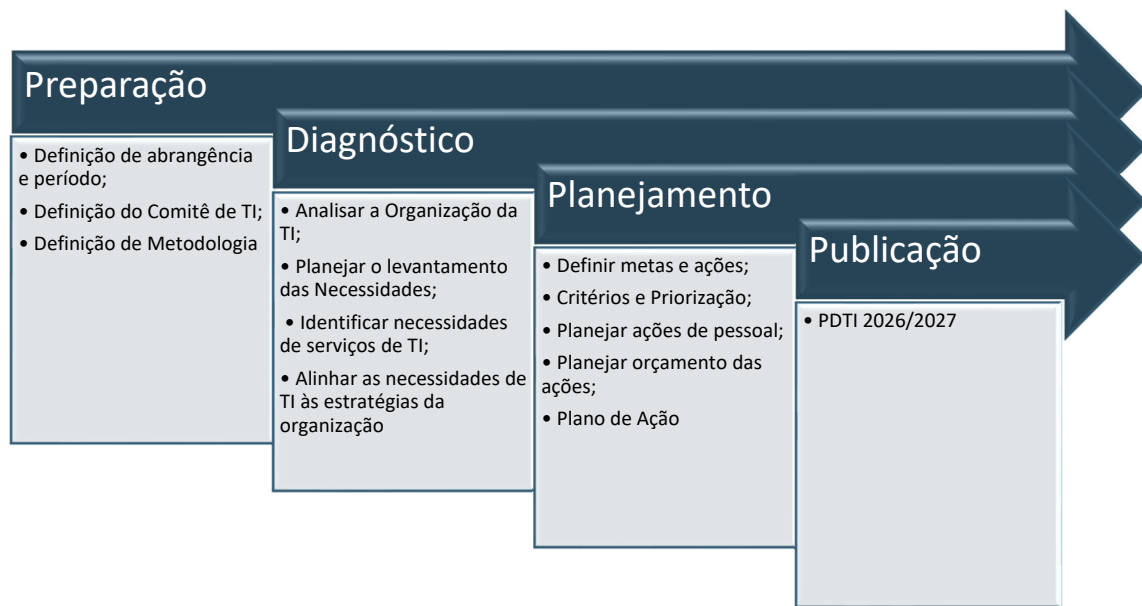 Preparação
• Definição de abrangência
e período;
• Definição do Comitê de TI;
• Definição de Metodologia
Diagnóstico
• Analisar a Organização da
TI;
• Planejar o levantamento
das Necessidades;
• Identificar necessidades
de serviços de TI;
• Alinhar as necessidades de
TI às estratégias da
organização
Planejamento
• Definir metas e ações;
• Critérios e Priorização;
• Planejar ações de pessoal;
• Planejar orçamento das
ações;
• Plano de Ação
Publicação
• PDTI 2026/2027